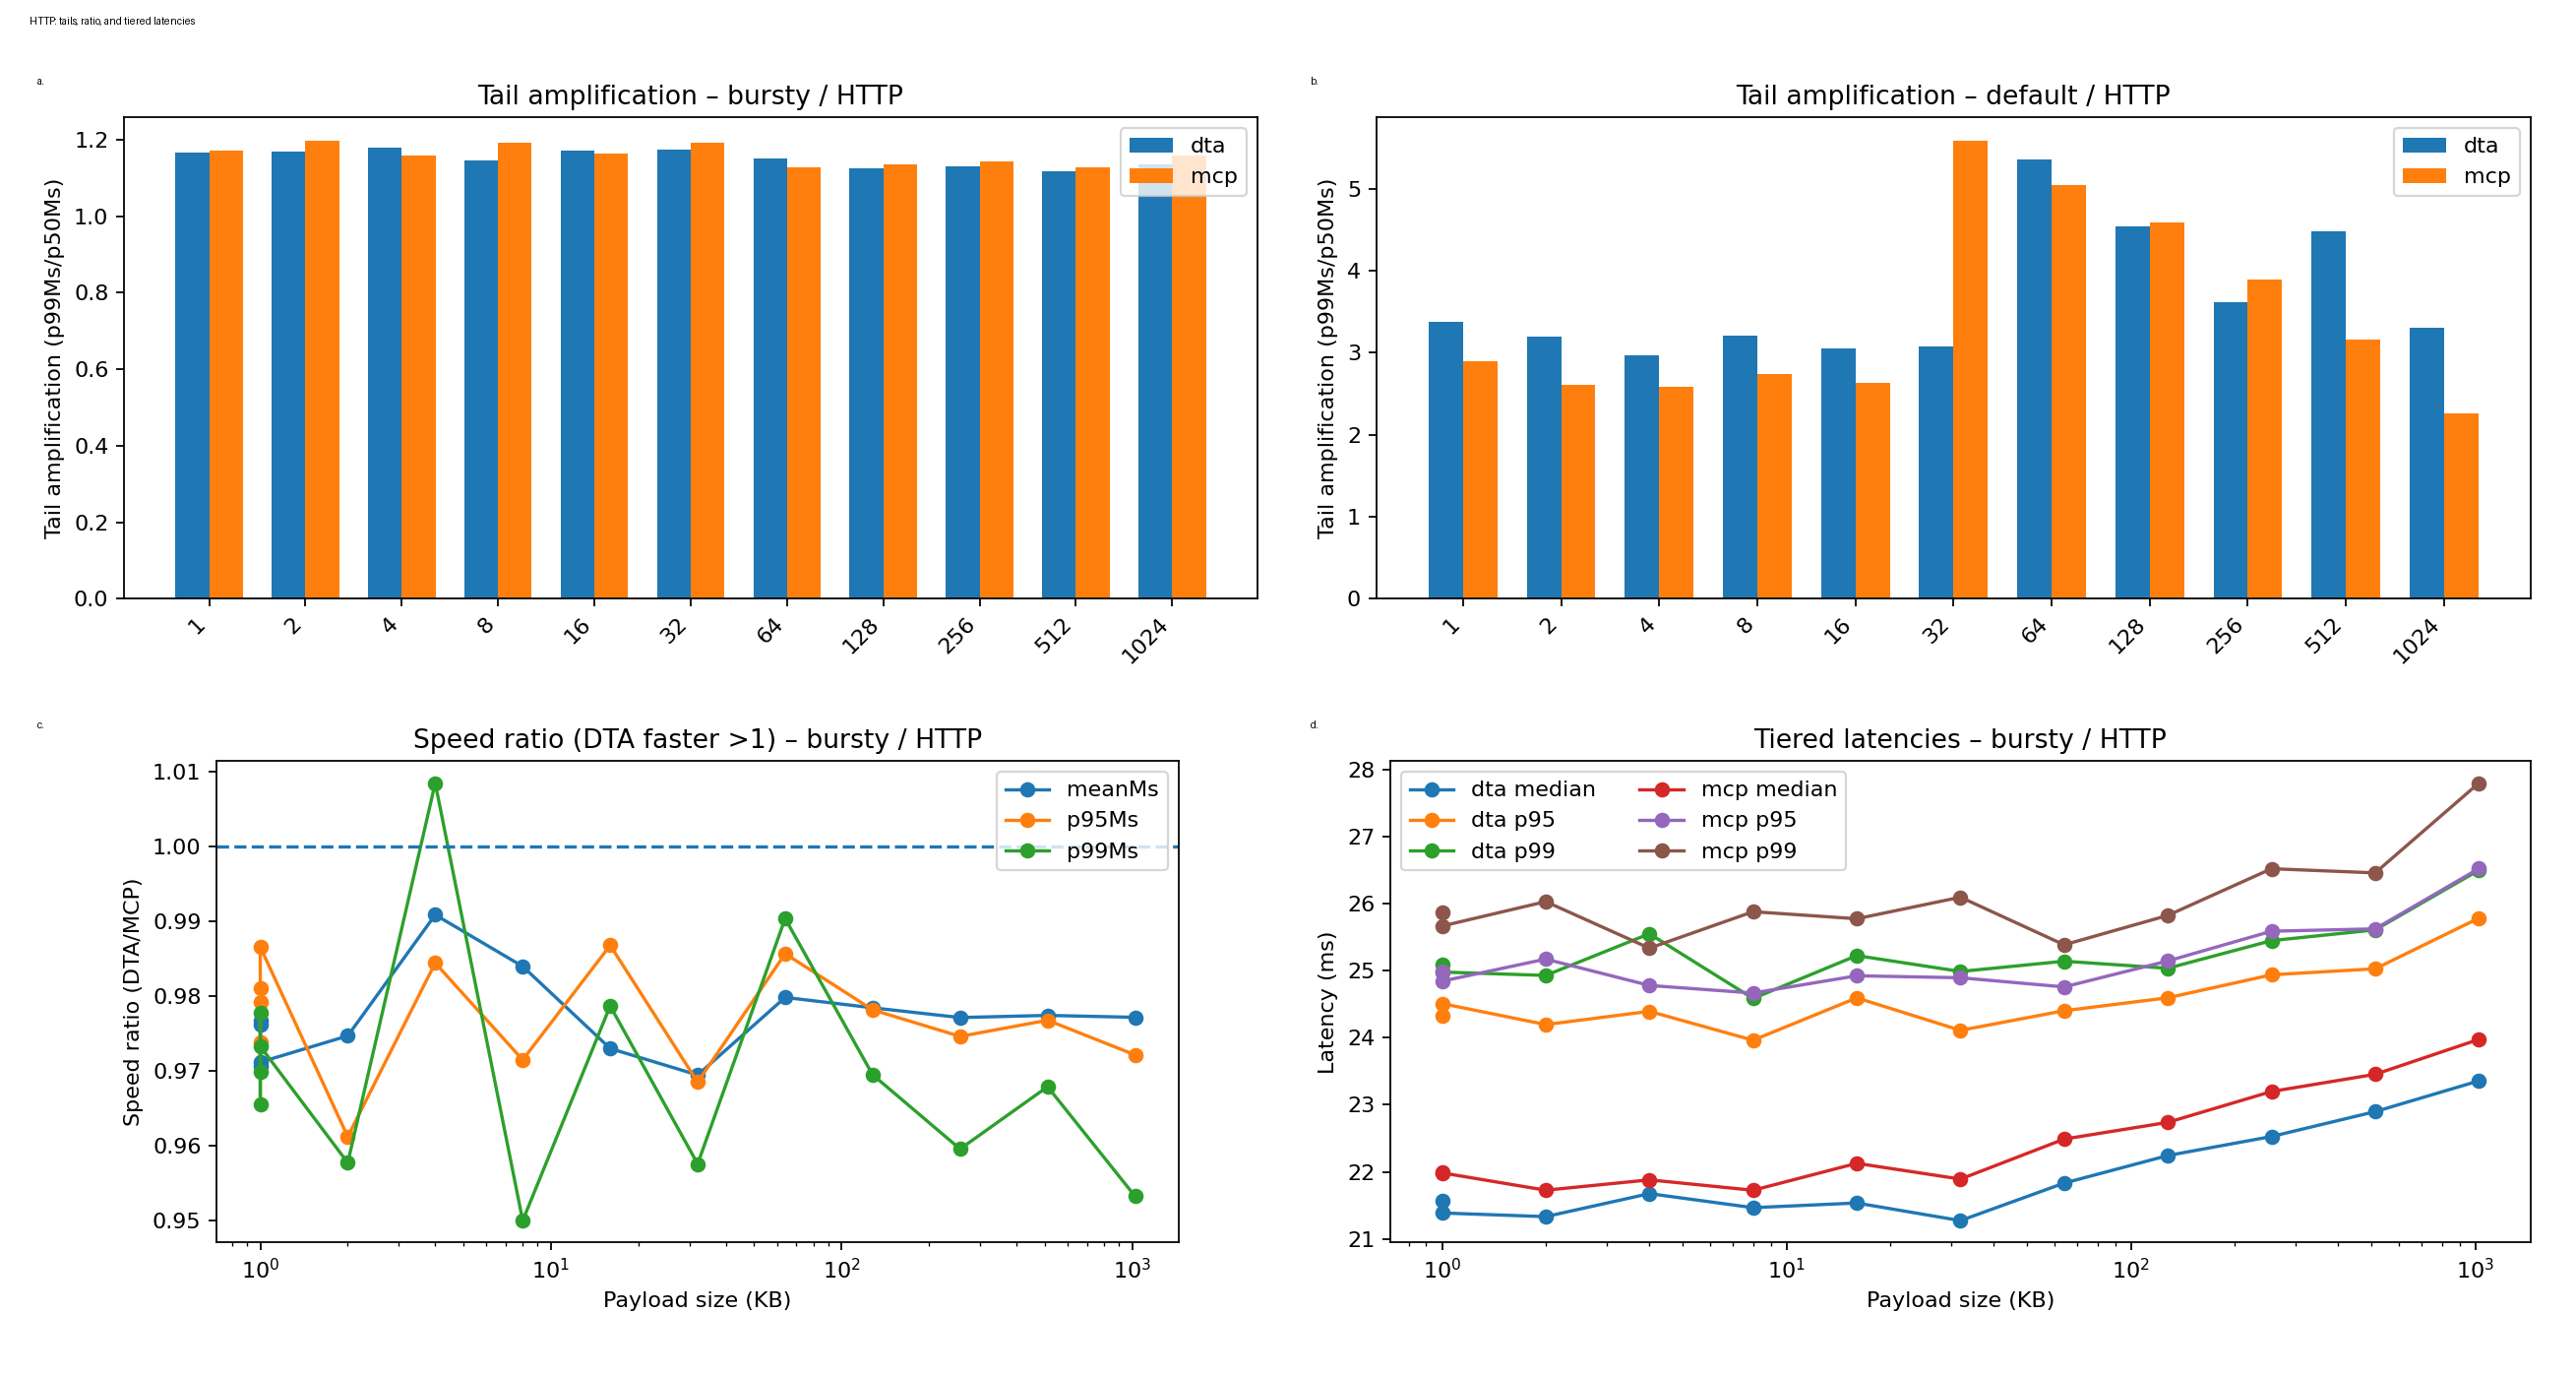 HTTP: tails, ratio, and tiered latencies
a.
Tail amplification – bursty / HTTP
Tail amplification (p99Ms/p50Ms)
1.2
1.0
0.8
0.6
0.4
0.2
0.0
dta
mcp
1 2 4 8 16 32 64 128 256 512 1024
b.
Tail amplification – default / HTTP
Tail amplification (p99Ms/p50Ms)
5
4
3
2
1
0
dta
mcp
1 2 4 8 16 32 64 128 256 512 1024
c.
Speed ratio (DTA faster >1) – bursty / HTTP
Speed ratio (DTA/MCP)
1.01
1.00
0.99
0.98
0.97
0.96
0.95
meanMs
p95Ms
p99Ms
10⁰ 10¹ 10² 10³
Payload size (KB)
d.
Tiered latencies – bursty / HTTP
Latency (ms)
28
27
26
25
24
23
22
21
dta median mcp median
dta p95 mcp p95
dta p99 mcp p99
10⁰ 10¹ 10² 10³
Payload size (KB)